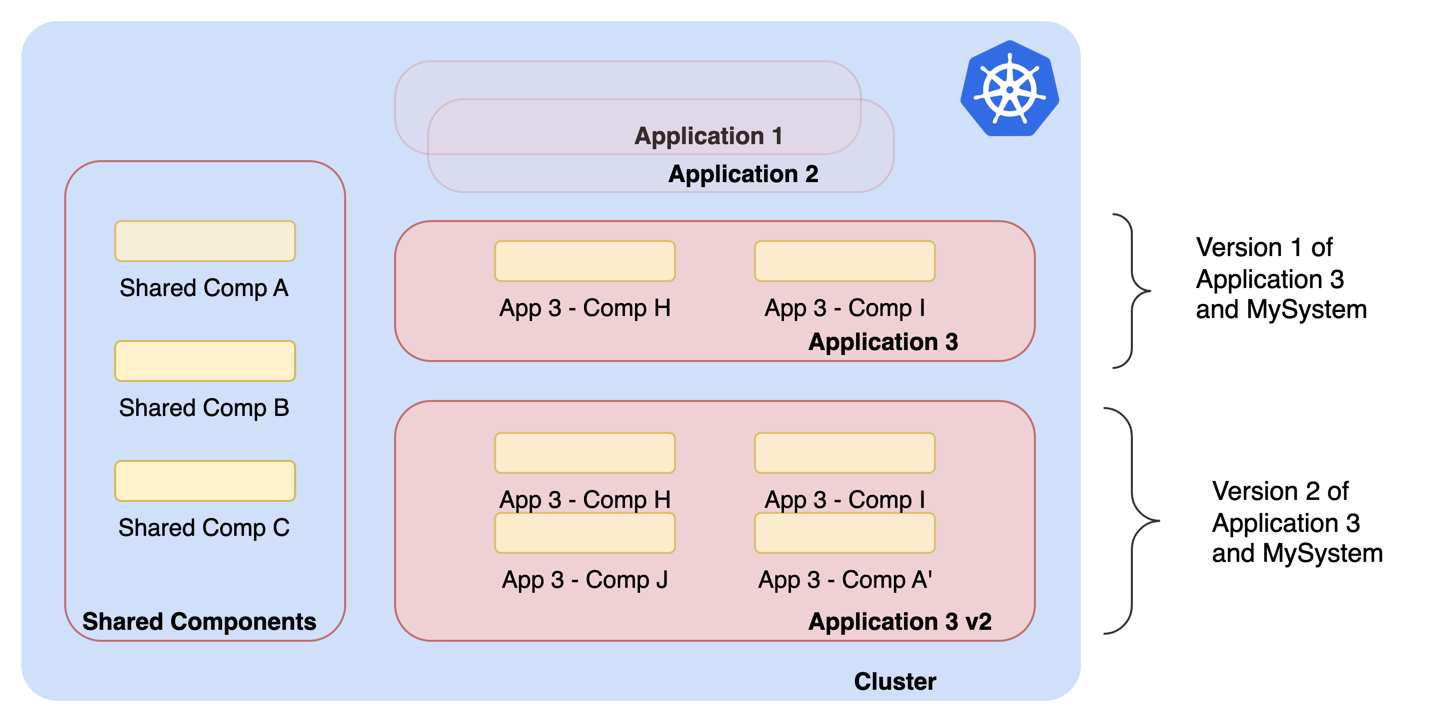 Application 1
Application 2
Shared Comp A
Shared Comp B
Shared Comp C
Shared Components
App 3 - Comp H
App 3 - Comp I
Application 3
App 3 - Comp H
App 3 - Comp I
App 3 - Comp J
App 3 - Comp A'
Application 3 v2
Cluster
Version 1 of
Application 3
and MySystem
Version 2 of
Application 3
and MySystem